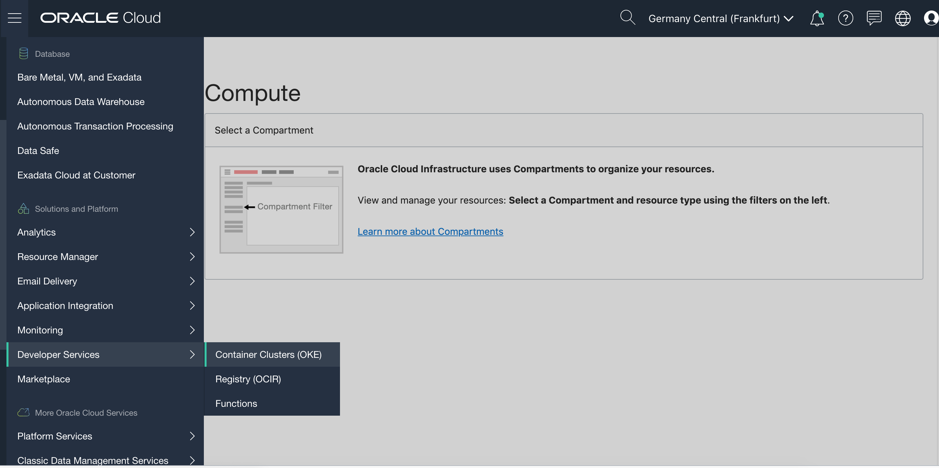 ORACLE Cloud
Germany Central (Frankfurt)
Database
Bare Metal, VM, and Exadata
Autonomous Data Warehouse
Autonomous Transaction Processing
Data Safe
Exadata Cloud at Customer
Solutions and Platform
Analytics
Resource Manager
Email Delivery
Application Integration
Monitoring
Developer Services
Marketplace
More Oracle Cloud Services
Platform Services
Classic Data Management Services
Container Clusters (OKE)
Registry (OCIR)
Functions
Compute
Select a Compartment
Compartment Filter
Oracle Cloud Infrastructure uses Compartments to organize your resources.
View and manage your resources: Select a Compartment and resource type using the filters on the left.
Learn more about Compartments